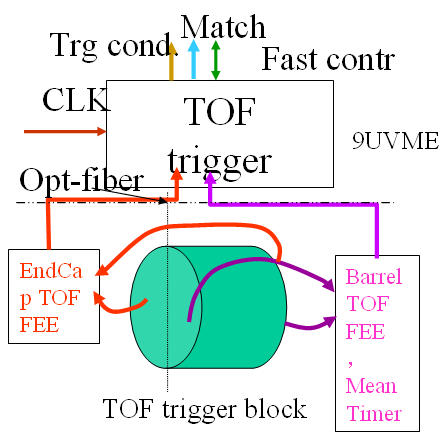 Match
Trg cond.
Fast contr
CLK
TOF
trigger
9UVME
Opt-fiber
EndCa
p TOF
FEE
Barrel
TOF
FEE
,
Mean
Timer
TOF trigger block